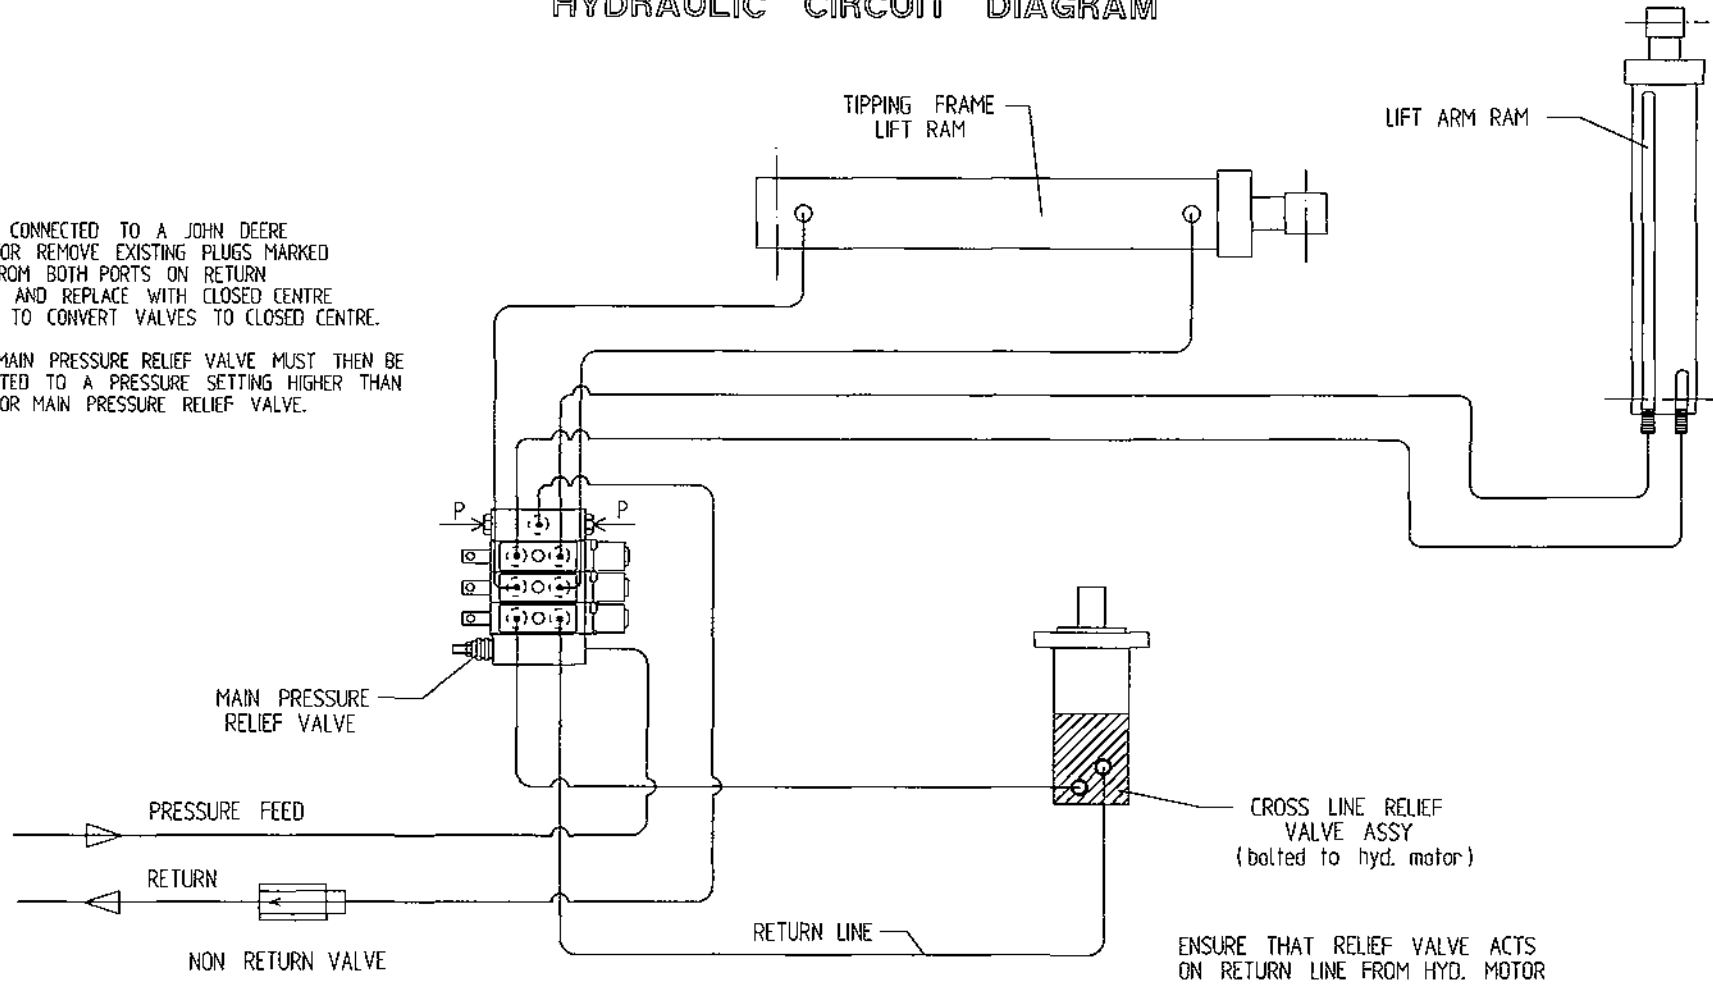 HYDRAULIC CIRCUIT DIAGRAM
TIPPING FRAME
LIFT RAM
LIFT ARM RAM
CONNECTED TO A JOHN DEERE
OR REMOVE EXISTING PLUGS MARKED
ROM BOTH PORTS ON RETURN
AND REPLACE WITH CLOSED CENTRE
TO CONVERT VALVES TO CLOSED CENTRE.
MAIN PRESSURE RELIEF VALVE MUST THEN BE
TED TO A PRESSURE SETTING HIGHER THAN
OR MAIN PRESSURE RELIEF VALVE.
P P
MAIN PRESSURE
RELIEF VALVE
PRESSURE FEED
RETURN
NON RETURN VALVE
RETURN LINE
CROSS LINE RELIEF
VALVE ASSY
(bolted to hyd. motor)
ENSURE THAT RELIEF VALVE ACTS
ON RETURN LINE FROM HYD. MOTOR